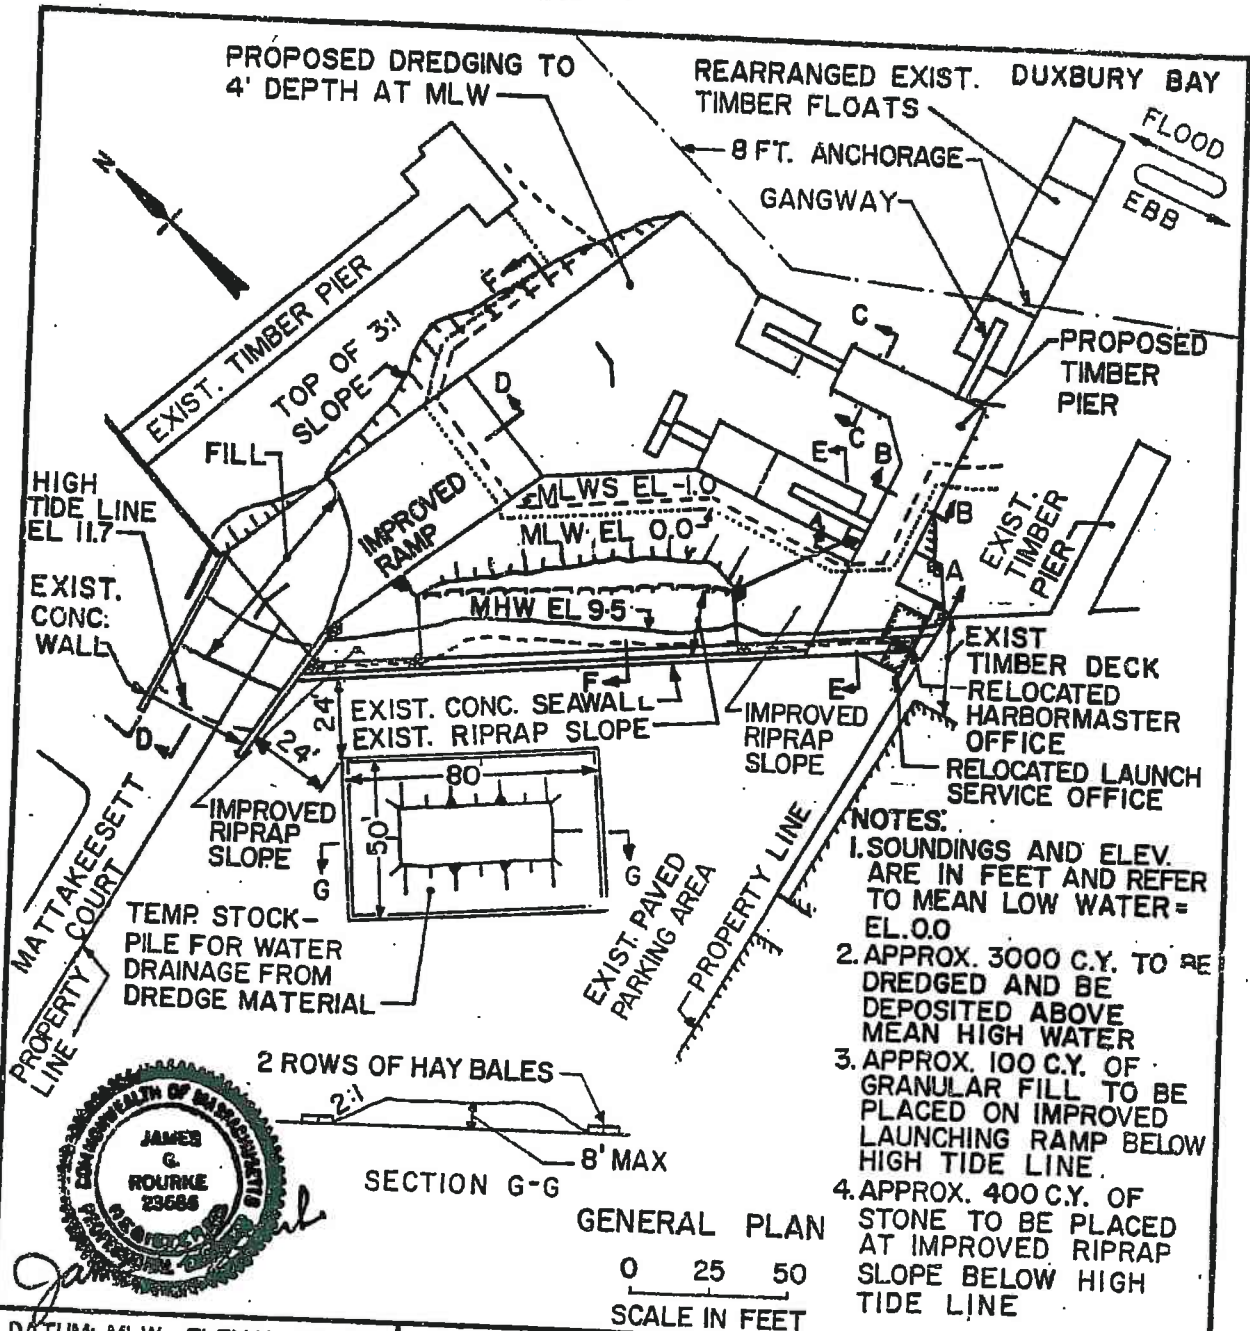 PROPOSED DREDGING TO
4' DEPTH AT MLW
REARRANGED EXIST.
TIMBER FLOATS
DUXBURY BAY
FLOOD
EBB
8 FT. ANCHORAGE
GANGWAY
N
EXIST. TIMBER PIER
TOP OF 3:1
SLOPE
F
D
C
C
E
B
B
A
A
PROPOSED
TIMBER
PIER
FILL
HIGH
TIDE LINE
EL 11.7
IMPROVED
RAMP
MLWS EL-1.0
MLW EL 0.0
MHW EL 9.5
EXIST.
TIMBER
PIER
EXIST.
CONC.
WALL
EXIST
TIMBER DECK
RELOCATED
HARBORMASTER
OFFICE
RELOCATED LAUNCH
SERVICE OFFICE
F
E
D
24'
24'
EXIST. CONC. SEAWALL
EXIST. RIPRAP SLOPE
IMPROVED
RIPRAP
SLOPE
IMPROVED
RIPRAP
SLOPE
80'
50'
G
G
MATTAKEESETT
COURT
PROPERTY
LINE
TEMP. STOCK-
PILE FOR WATER
DRAINAGE FROM
DREDGE MATERIAL
EXIST. PAVED
PARKING AREA
PROPERTY LINE
NOTES:
1. SOUNDINGS AND ELEV.
ARE IN FEET AND REFER
TO MEAN LOW WATER =
EL.0.0
2. APPROX. 3000 C.Y. TO BE
DREDGED AND BE
DEPOSITED ABOVE
MEAN HIGH WATER
3. APPROX. 100 C.Y. OF
GRANULAR FILL TO BE
PLACED ON IMPROVED
LAUNCHING RAMP BELOW
HIGH TIDE LINE.
4. APPROX. 400 C.Y. OF
STONE TO BE PLACED
AT IMPROVED RIPRAP
SLOPE BELOW HIGH
TIDE LINE
2 ROWS OF HAY BALES
2:1
8' MAX
SECTION G-G
COMMONWEALTH OF MASSACHUSETTS
JAMES
G.
ROURKE
23686
REGISTERED
PROFESSIONAL
GENERAL PLAN
0 25 50
SCALE IN FEET